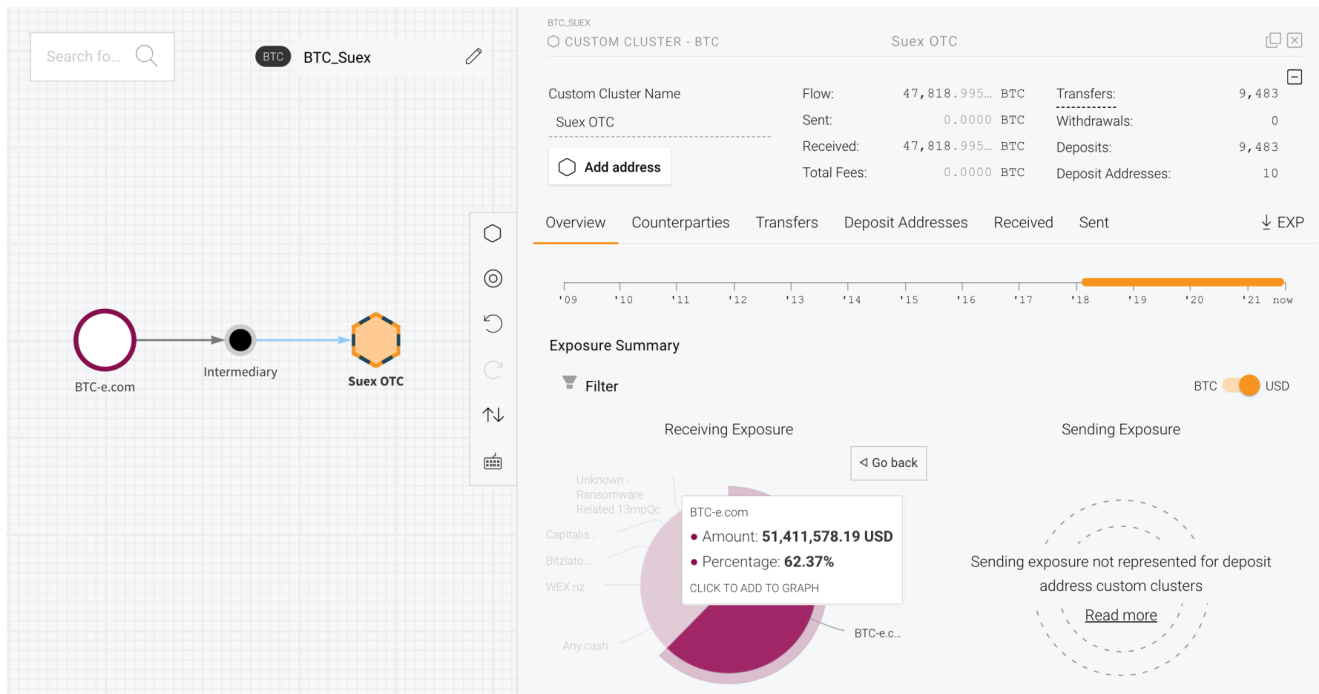 Search fo...
BTC BTC_Suex
BTC-e.com
Intermediary
Suex OTC
BTC_SUEX
CUSTOM CLUSTER - BTC Suex OTC
Custom Cluster Name
Suex OTC
Add address
Flow: 47,818.995… BTC
Sent: 0.0000 BTC
Received: 47,818.995… BTC
Total Fees: 0.0000 BTC
Transfers: 9,483
Withdrawals: 0
Deposits: 9,483
Deposit Addresses: 10
Overview Counterparties Transfers Deposit Addresses Received Sent EXP
'09 '10 '11 '12 '13 '14 '15 '16 '17 '18 '19 '20 '21 now
Exposure Summary
Filter
BTC USD
Receiving Exposure
Go back
Unknown -
Ransomware
Related 13mpQc
Capitalis...
Bitzlato...
WEX.nz
Any.cash
BTC-e.com
• Amount: 51,411,578.19 USD
• Percentage: 62.37%
CLICK TO ADD TO GRAPH
BTC-e.c...
Sending Exposure
Sending exposure not represented for deposit
address custom clusters
Read more